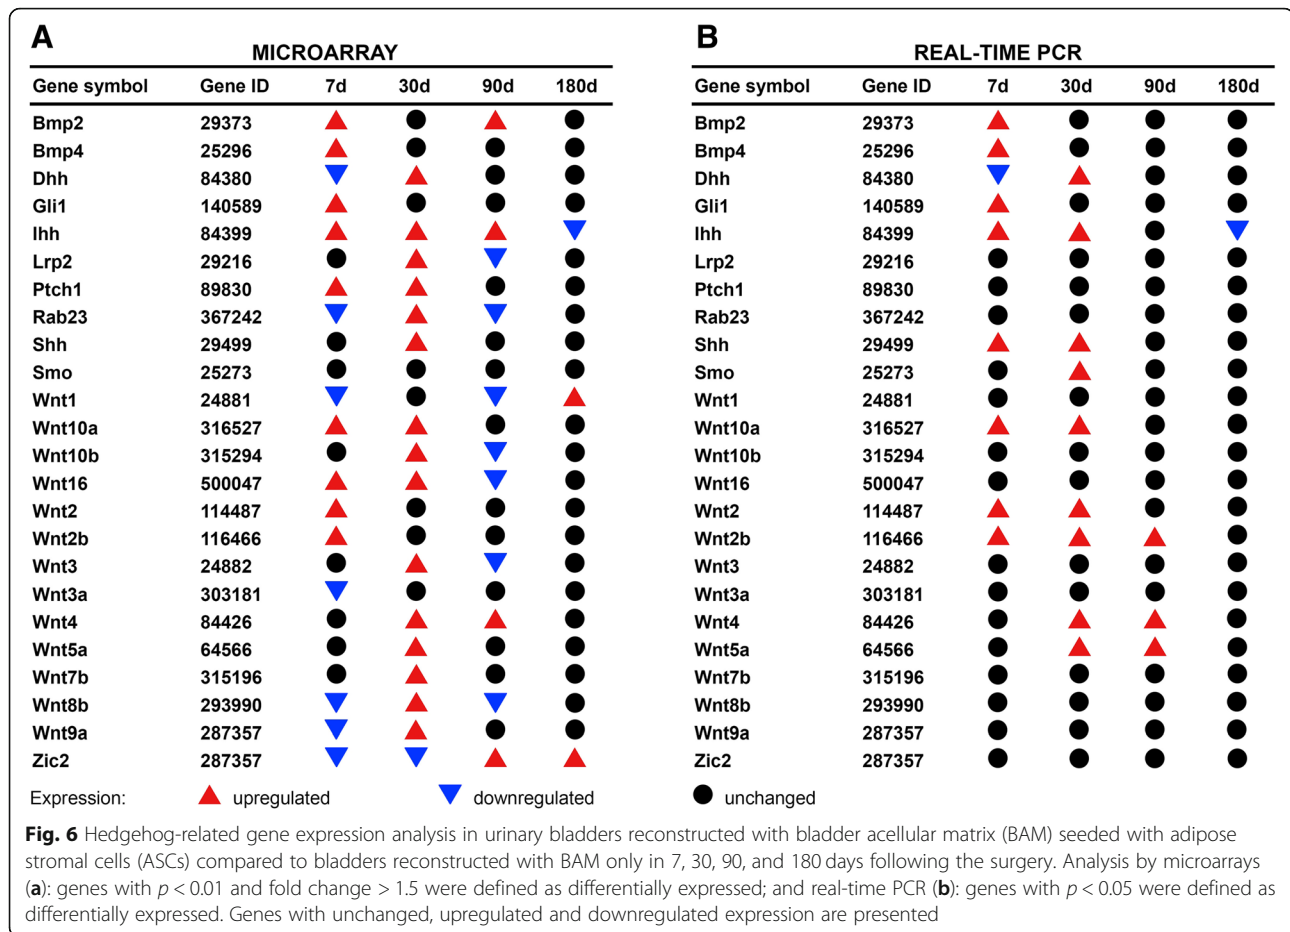 A
MICROARRAY
Gene symbol Gene ID 7d 30d 90d 180d
Bmp2 29373
Bmp4 25296
Dhh 84380
Gli1 140589
Ihh 84399
Lrp2 29216
Ptch1 89830
Rab23 367242
Shh 29499
Smo 25273
Wnt1 24881
Wnt10a 316527
Wnt10b 315294
Wnt16 500047
Wnt2 114487
Wnt2b 116466
Wnt3 24882
Wnt3a 303181
Wnt4 84426
Wnt5a 64566
Wnt7b 315196
Wnt8b 293990
Wnt9a 287357
Zic2 287357
B
REAL-TIME PCR
Gene symbol Gene ID 7d 30d 90d 180d
Bmp2 29373
Bmp4 25296
Dhh 84380
Gli1 140589
Ihh 84399
Lrp2 29216
Ptch1 89830
Rab23 367242
Shh 29499
Smo 25273
Wnt1 24881
Wnt10a 316527
Wnt10b 315294
Wnt16 500047
Wnt2 114487
Wnt2b 116466
Wnt3 24882
Wnt3a 303181
Wnt4 84426
Wnt5a 64566
Wnt7b 315196
Wnt8b 293990
Wnt9a 287357
Zic2 287357
Expression: upregulated downregulated unchanged
Fig. 6 Hedgehog-related gene expression analysis in urinary bladders reconstructed with bladder acellular matrix (BAM) seeded with adipose
stromal cells (ASCs) compared to bladders reconstructed with BAM only in 7, 30, 90, and 180 days following the surgery. Analysis by microarrays
(a): genes with p < 0.01 and fold change > 1.5 were defined as differentially expressed; and real-time PCR (b): genes with p < 0.05 were defined as
differentially expressed. Genes with unchanged, upregulated and downregulated expression are presented